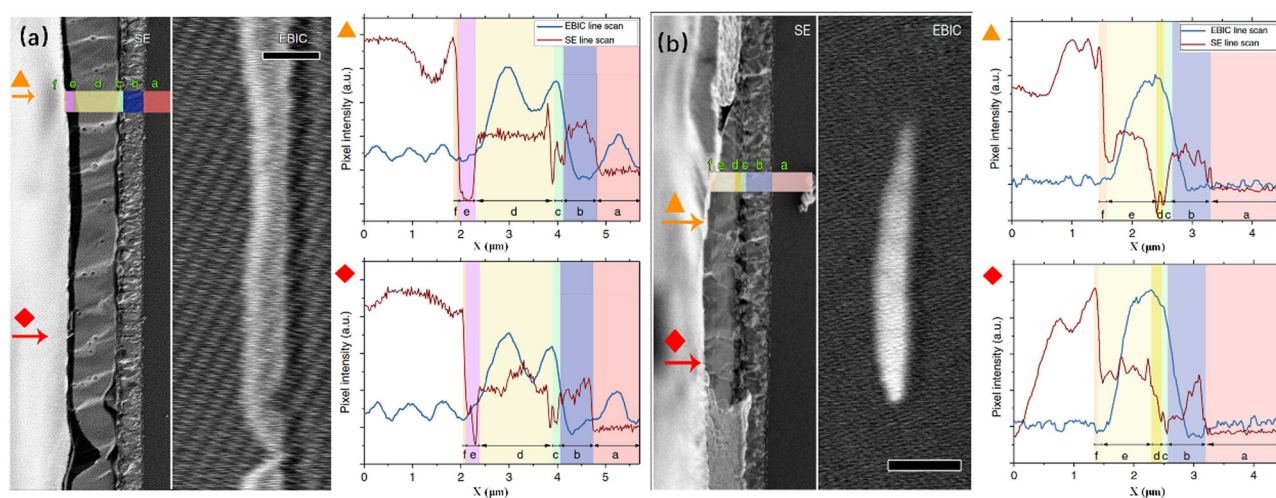 (a)
SE
EBIC
f e d c b a
EBIC line scan
SE line scan
Pixel intensity (a.u.)
f e d c b a
0 1 2 3 4 5
X (μm)
Pixel intensity (a.u.)
f e d c b a
0 1 2 3 4 5
X (μm)
(b)
SE
EBIC
f e d c b a
EBIC line scan
SE line scan
Pixel intensity (a.u.)
f e d c b a
0 1 2 3 4
X (μm)
Pixel intensity (a.u.)
f e d c b a
0 1 2 3 4
X (μm)